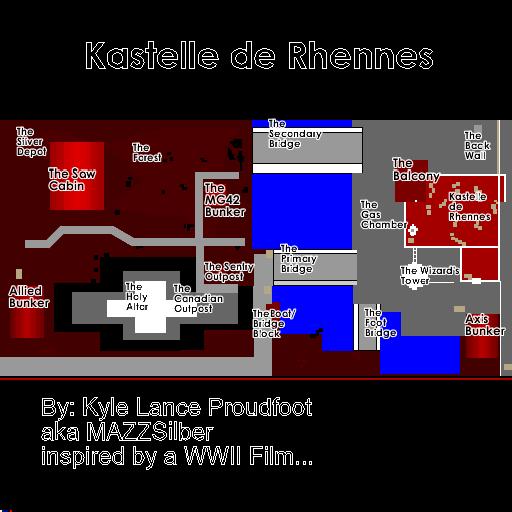 Kastelle de Rhennes
The
Silver
Depot
The Saw
Cabin
The
Forest
The
MG42
Bunker
The
Secondary
Bridge
The
Back
Wall
The
Balcony
Kastelle
de
Rhennes
The
Gas
Chamber
The
Primary
Bridge
The Sentry
Outpost
The Wizard's
Tower
Allied
Bunker
The
Holy
Altar
The
Canadian
Outpost
The Boat/
Bridge
Block
The
Foot
Bridge
Axis
Bunker
By: Kyle Lance Proudfoot
aka MAZZSilber
inspired by a WWII Film...